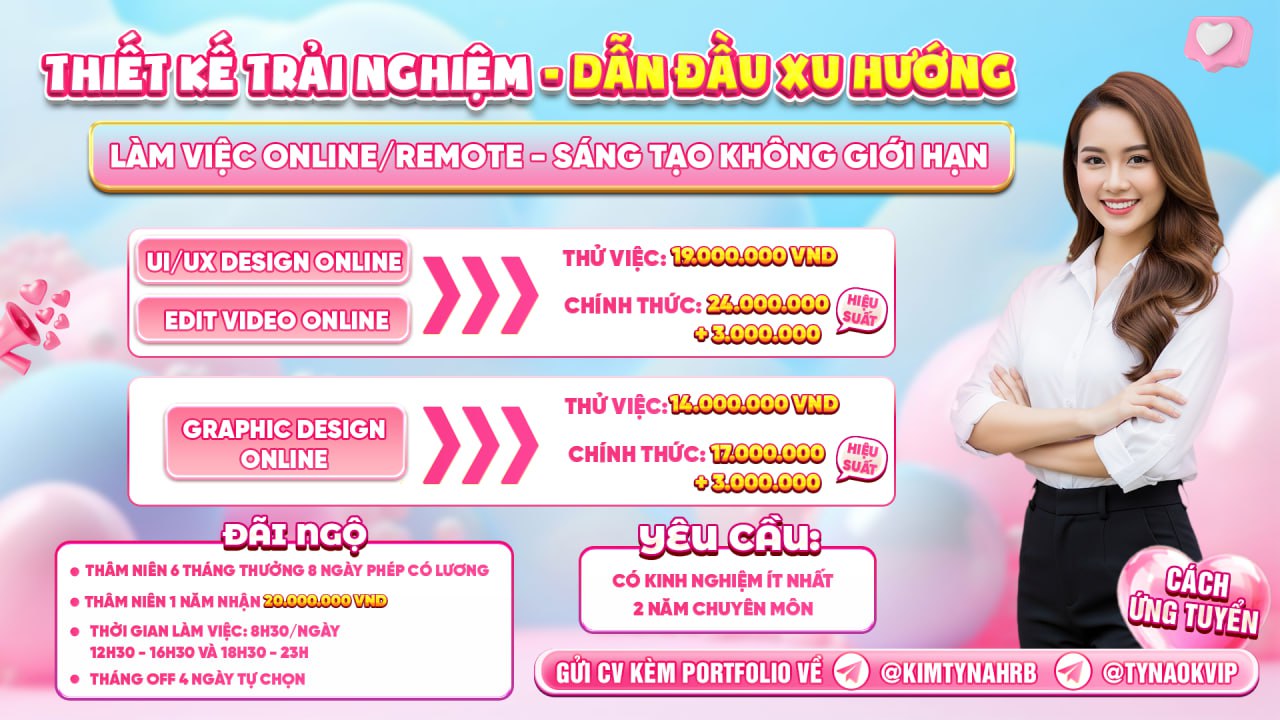 THIẾT KẾ TRẢI NGHIỆM - DẪN ĐẦU XU HƯỚNG
LÀM VIỆC ONLINE/REMOTE - SÁNG TẠO KHÔNG GIỚI HẠN
UI/UX DESIGN ONLINE
EDIT VIDEO ONLINE
THỬ VIỆC: 19.000.000 VND
CHÍNH THỨC: 24.000.000
+ 3.000.000
HIỆU
SUẤT
GRAPHIC DESIGN
ONLINE
THỬ VIỆC: 14.000.000 VND
CHÍNH THỨC: 17.000.000
+ 3.000.000
HIỆU
SUẤT
ĐÃI NGỘ
• THÂM NIÊN 6 THÁNG THƯỞNG 8 NGÀY PHÉP CÓ LƯƠNG
• THÂM NIÊN 1 NĂM NHẬN 20.000.000 VND
• THỜI GIAN LÀM VIỆC: 8H30/NGÀY
12H30 - 16H30 VÀ 18H30 - 23H
• THÁNG OFF 4 NGÀY TỰ CHỌN
YÊU CẦU:
CÓ KINH NGHIỆM ÍT NHẤT
2 NĂM CHUYÊN MÔN
CÁCH
ỨNG TUYỂN
GỬI CV KÈM PORTFOLIO VỀ @KIMTYNAHRB @TYNAOKVIP